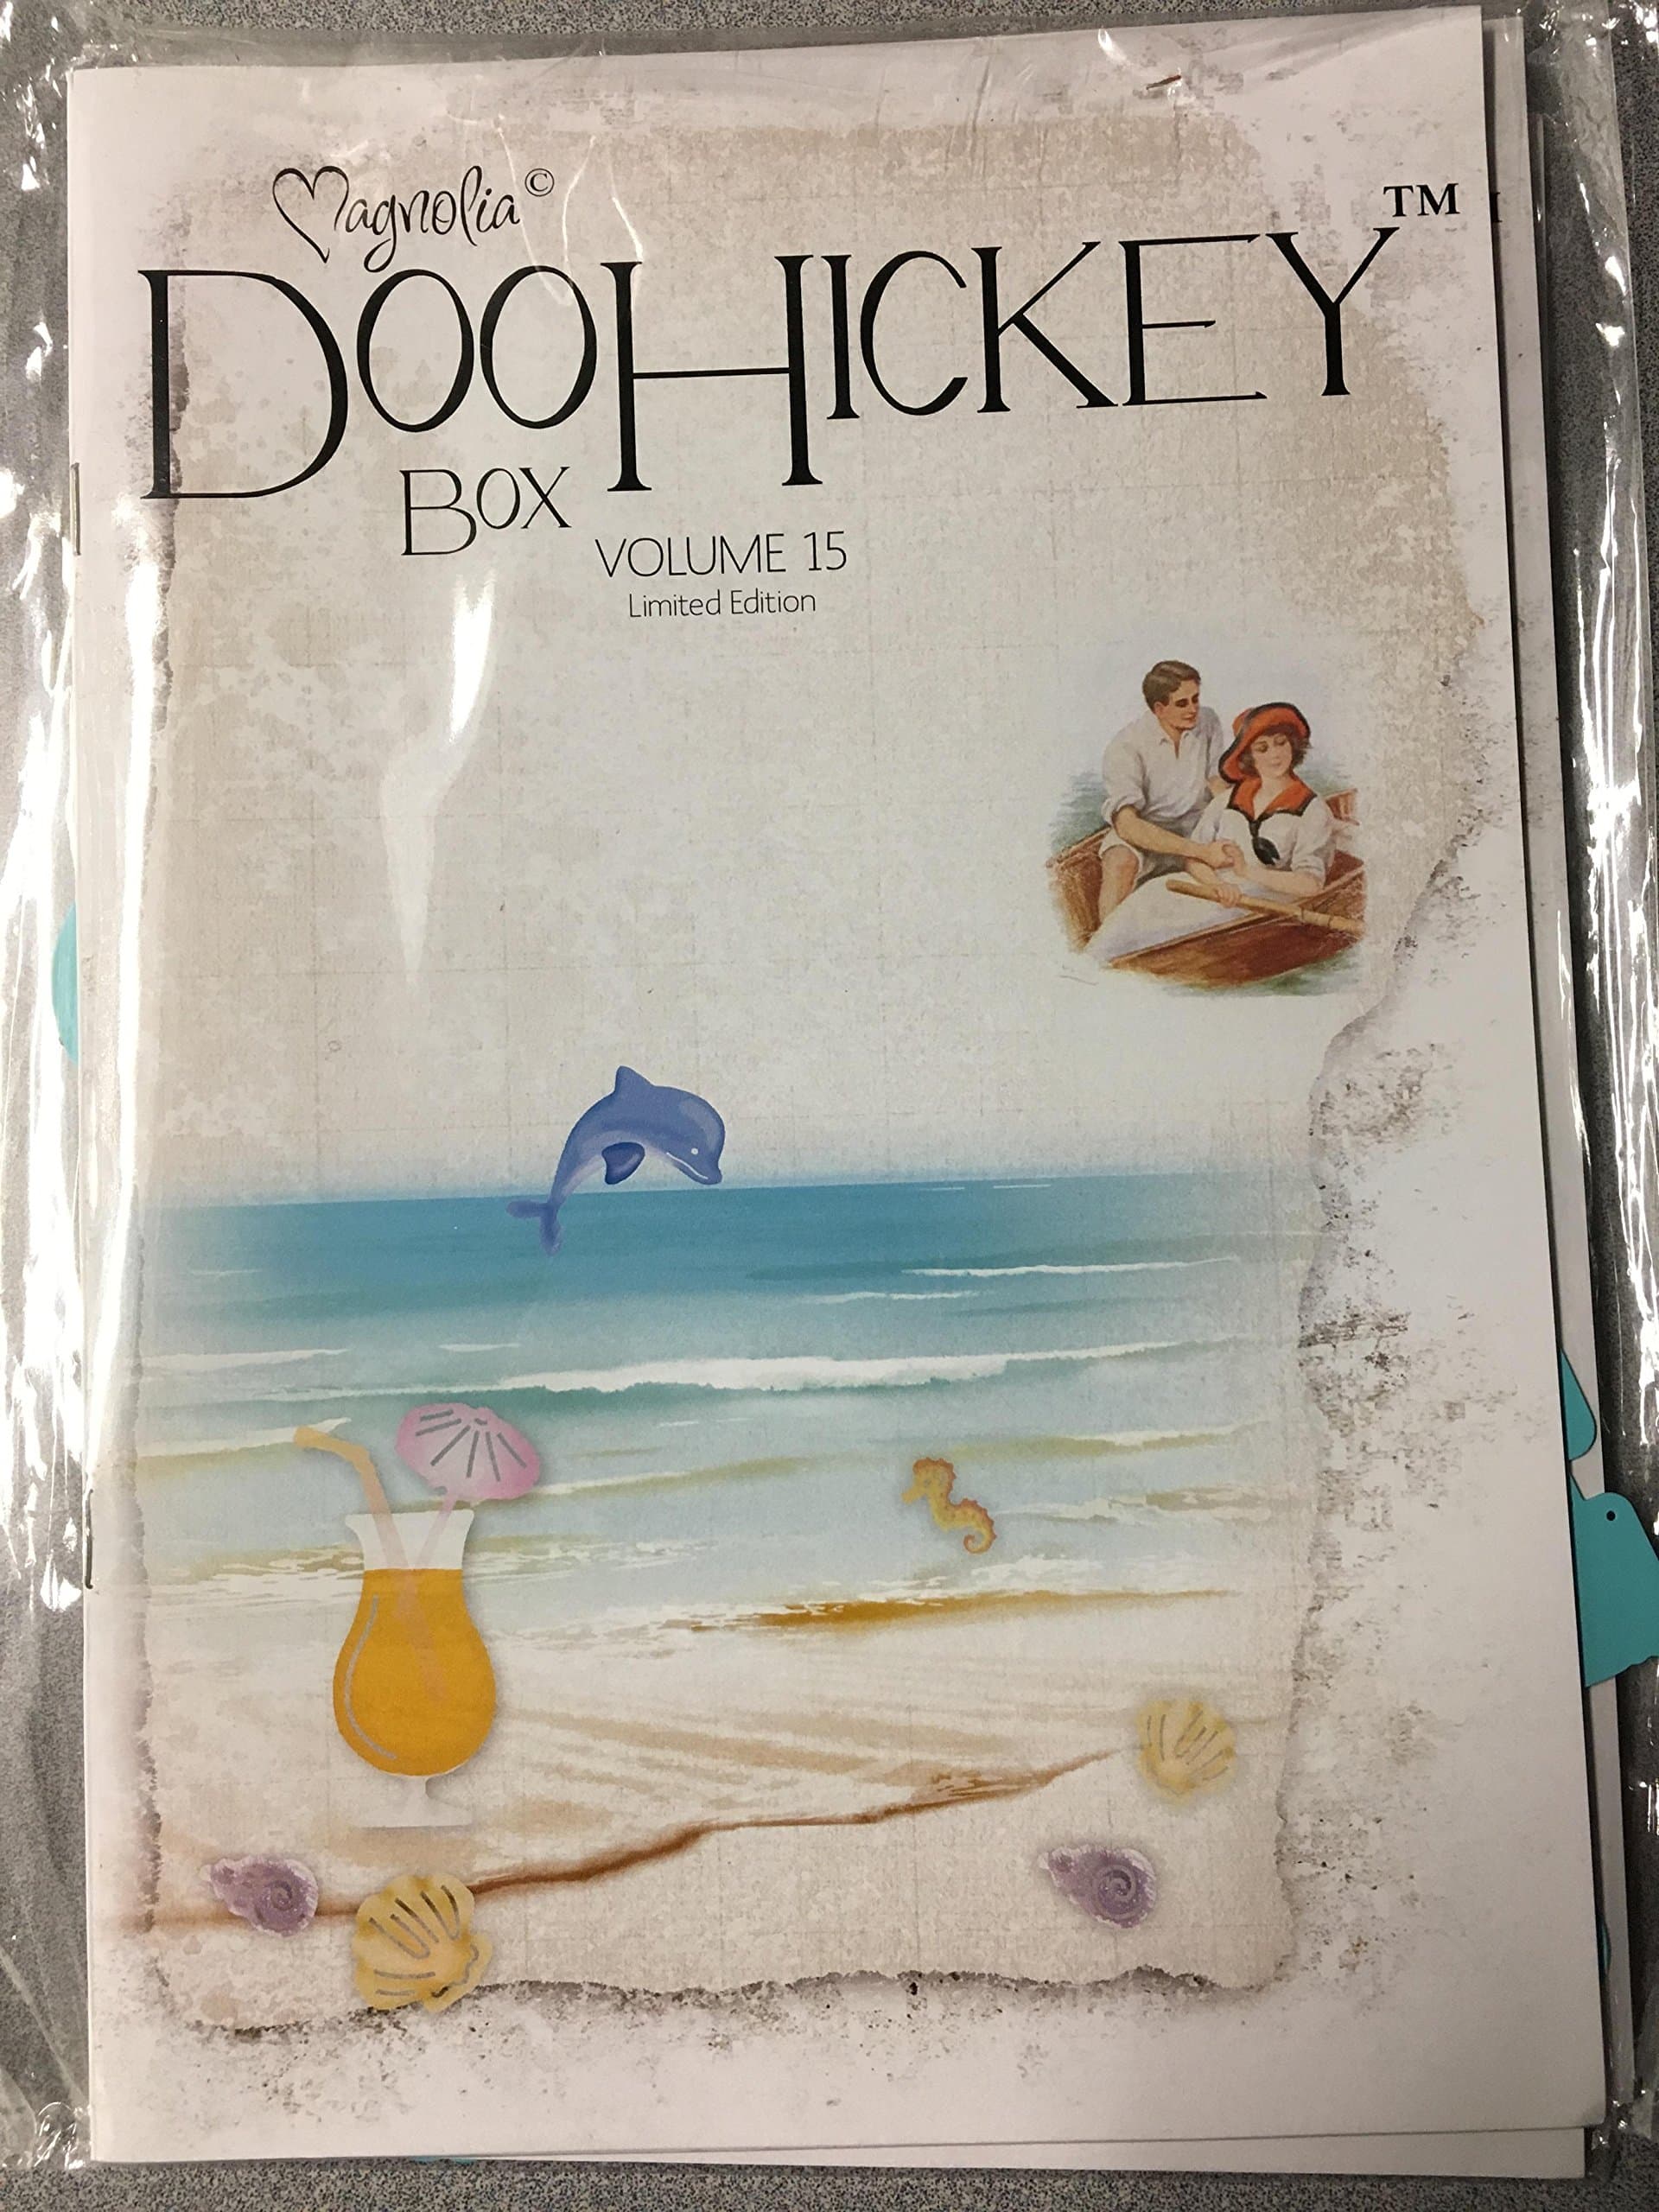 Magnolia©
DOOHICKEY™
BOX
VOLUME 15
Limited Edition